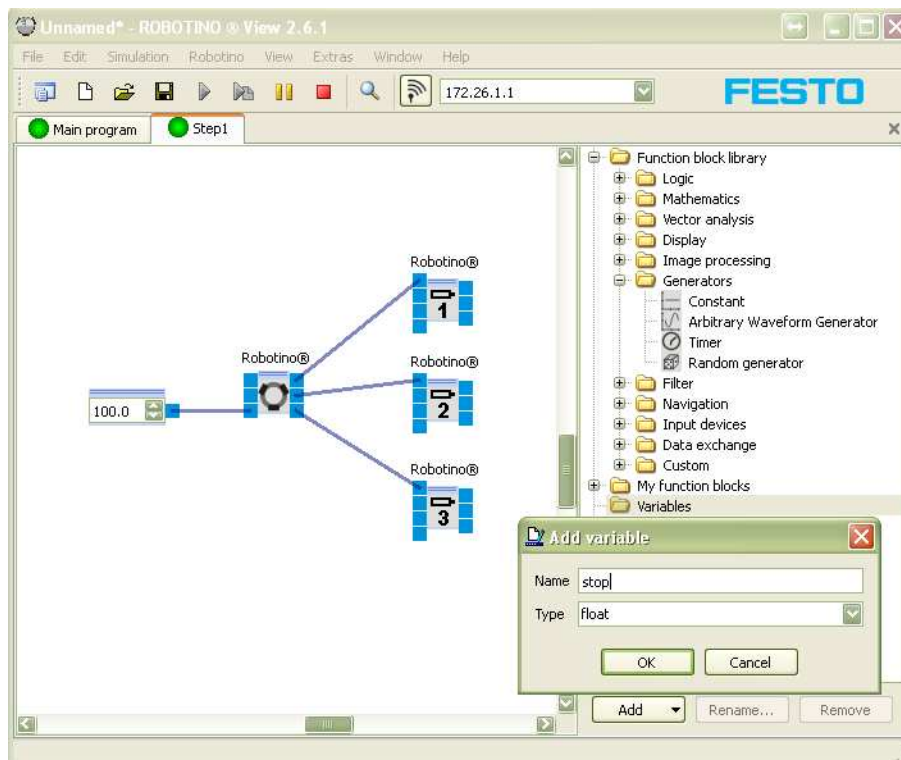 Unnamed* - ROBOTINO ® View 2.6.1
File Edit Simulation Robotino View Extras Window Help
172.26.1.1
FESTO
Main program Step1
Function block library
Logic
Mathematics
Vector analysis
Display
Image processing
Generators
Constant
Arbitrary Waveform Generator
Timer
Random generator
Filter
Navigation
Input devices
Data exchange
Custom
My function blocks
Variables
Robotino®
1
Robotino®
Robotino®
2
100.0
Robotino®
3
Add variable
Name stop
Type float
OK Cancel
Add Rename... Remove